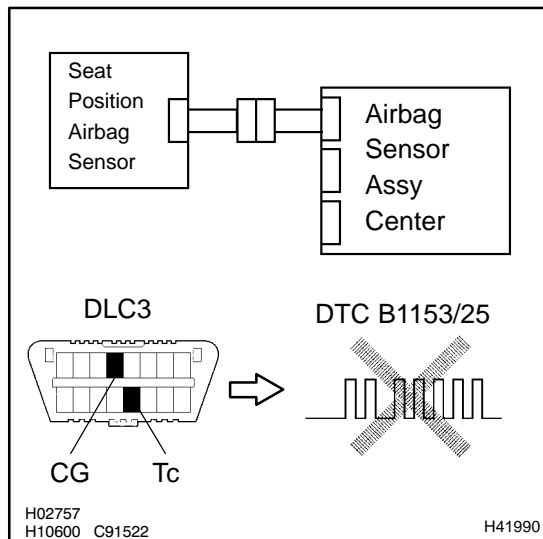 Seat
Position
Airbag
Sensor
Airbag
Sensor
Assy
Center
DLC3
DTC B1153/25
CG
Tc
H02757
H10600 C91522
H41990